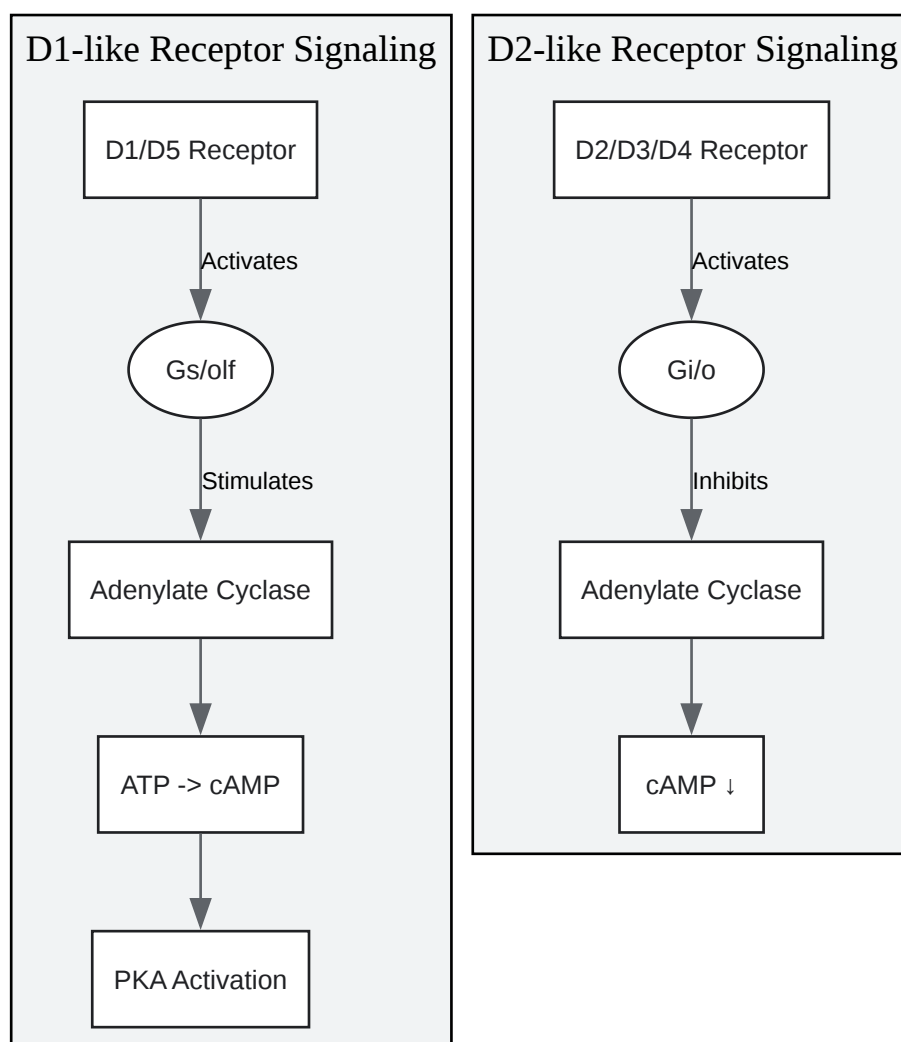 D1-like Receptor Signaling
D1/D5 Receptor
Activates
Gs/olf
Stimulates
Adenylate Cyclase
ATP -> cAMP
PKA Activation
D2-like Receptor Signaling
D2/D3/D4 Receptor
Activates
Gi/o
Inhibits
Adenylate Cyclase
cAMP ↓